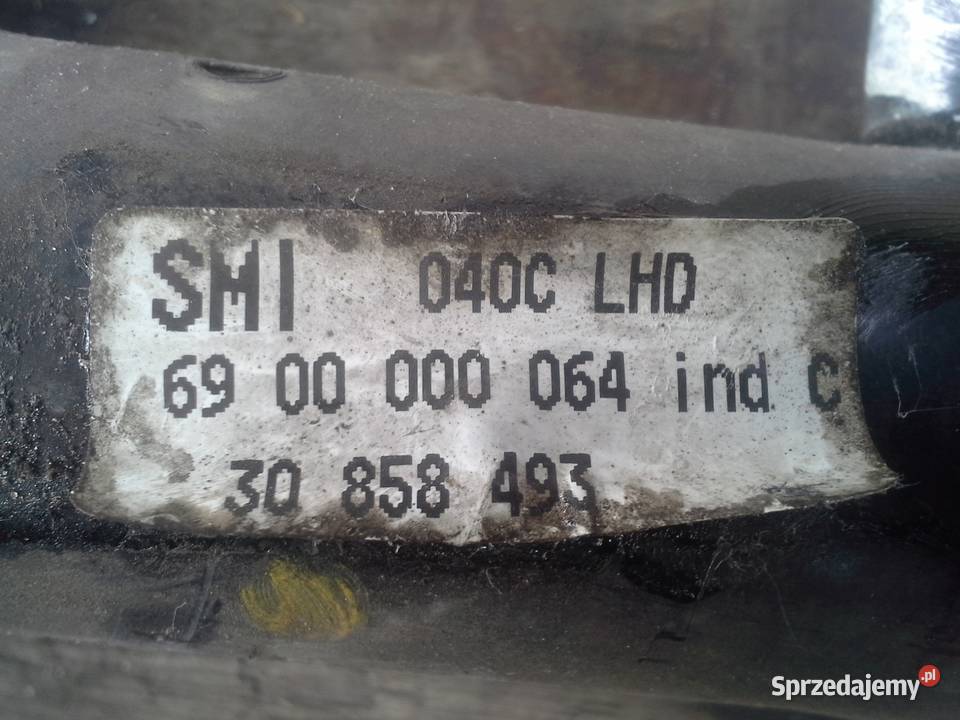 SMI 040C LHD
69 00 000 064 ind C
30 858 493
Sprzedajemy.pl